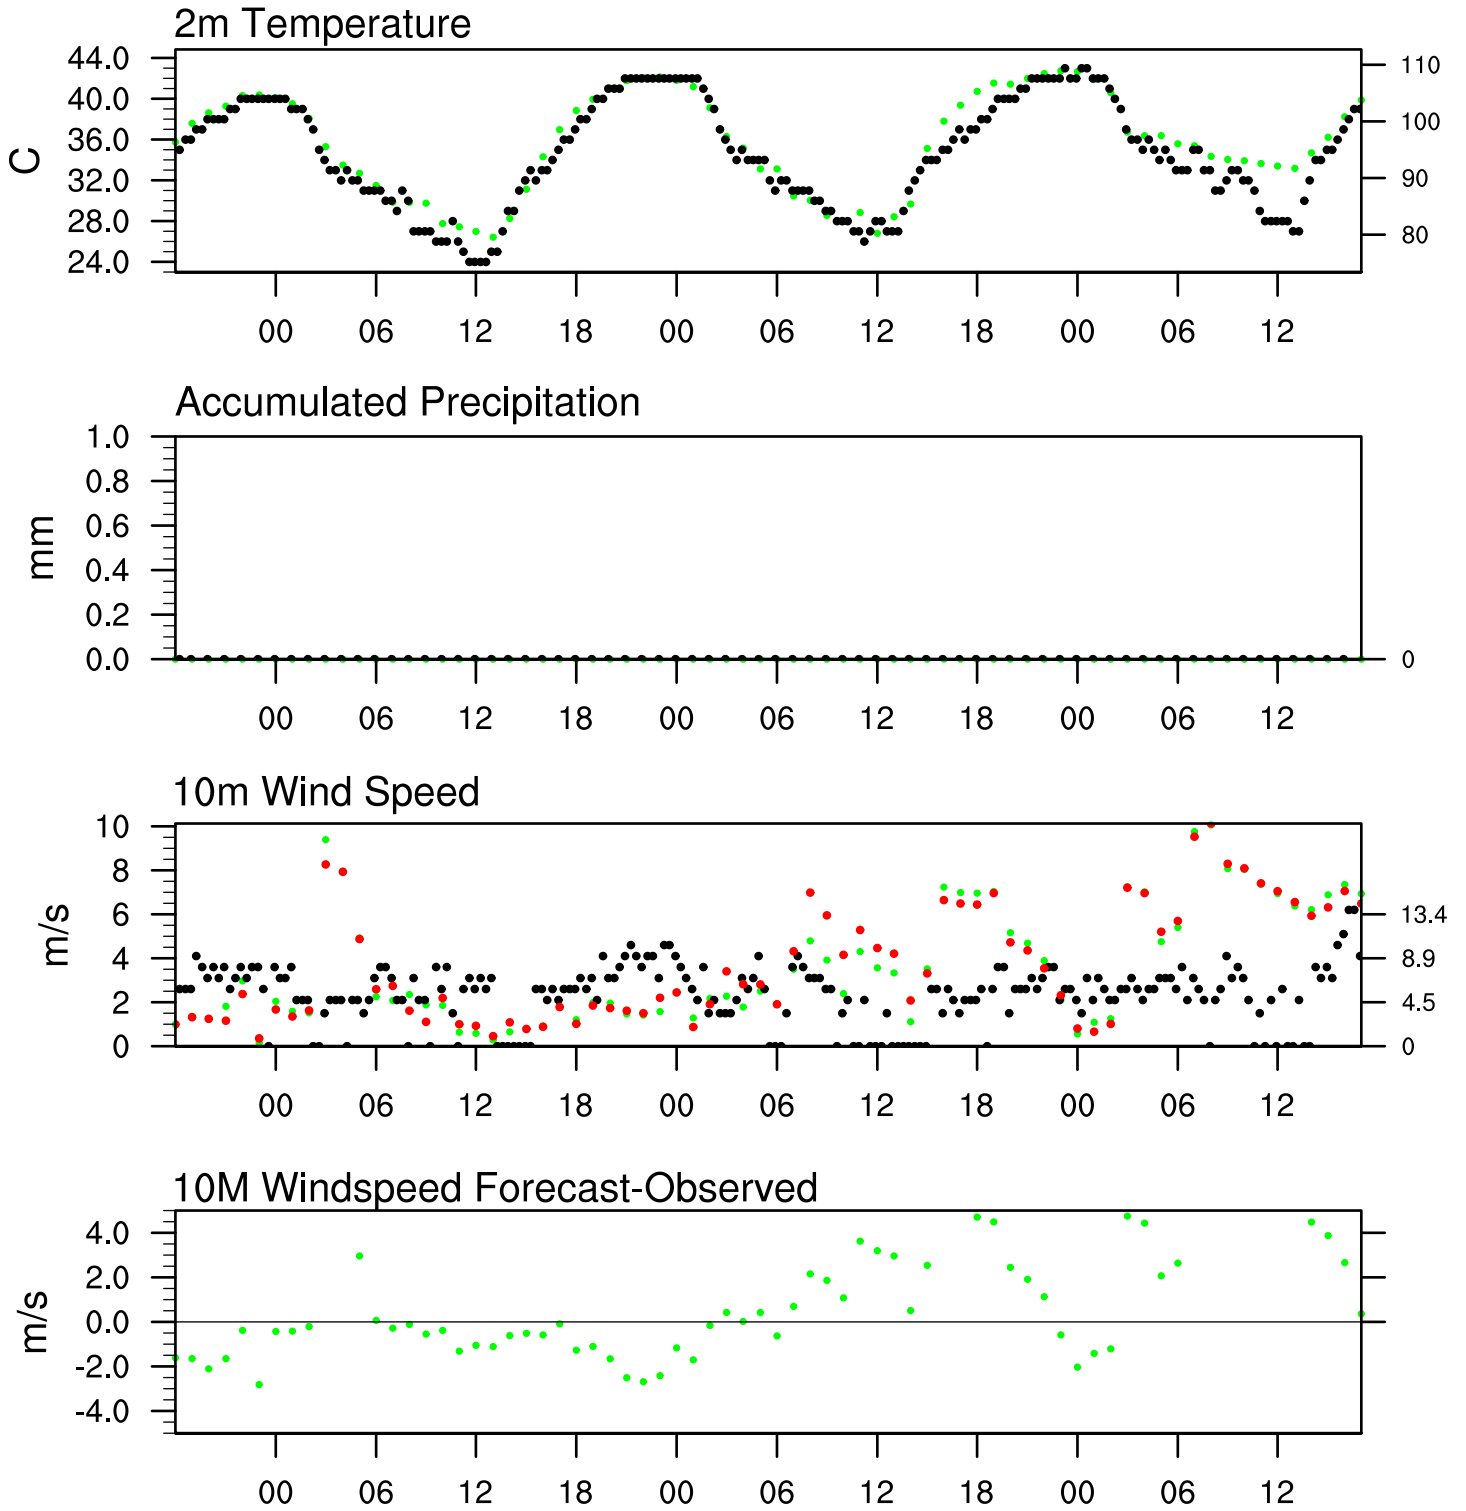 2m Temperature
44.0
40.0
36.0
32.0
28.0
24.0
C
110
100
90
80
00 06 12 18 00 06 12 18 00 06 12
Accumulated Precipitation
1.0
0.8
0.6
0.4
0.2
0.0
mm
0
00 06 12 18 00 06 12 18 00 06 12
10m Wind Speed
10
8
6
4
2
0
m/s
13.4
8.9
4.5
0
00 06 12 18 00 06 12 18 00 06 12
10M Windspeed Forecast-Observed
4.0
2.0
0.0
-2.0
-4.0
m/s
00 06 12 18 00 06 12 18 00 06 12